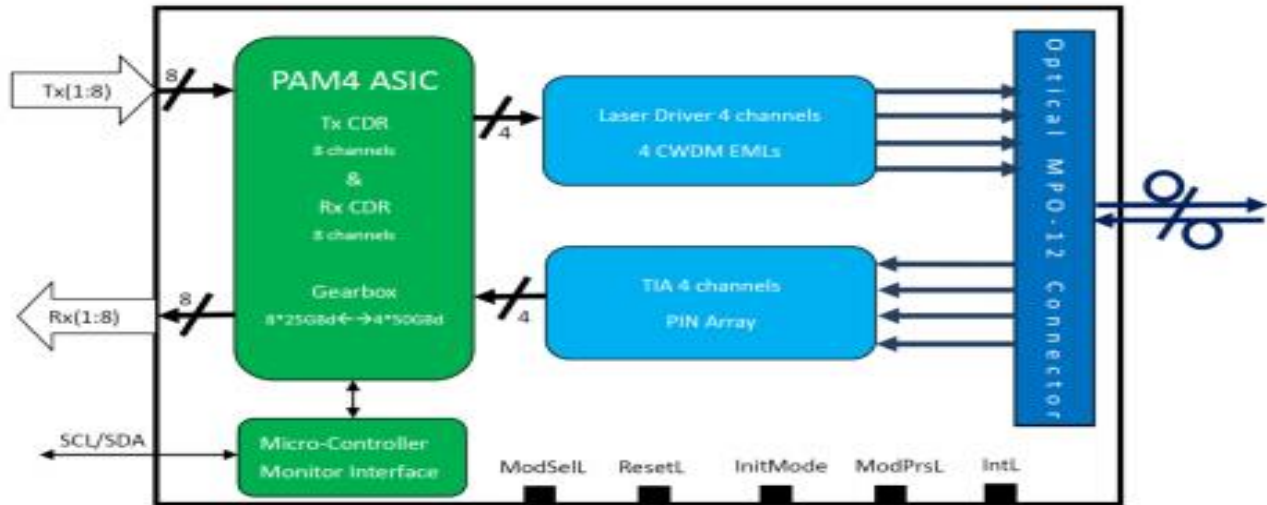 Tx(1:8)
8
PAM4 ASIC
Tx CDR
8 channels
&
Rx CDR
8 channels
Gearbox
8*25GBd←→4*50GBd
4
Laser Driver 4 channels
4 CWDM EMLs
Optical MPO-12 Connector
Rx(1:8)
8
4
TIA 4 channels
PIN Array
SCL/SDA
Micro-Controller
Monitor Interface
ModSelL
ResetL
InitMode
ModPrsL
IntL